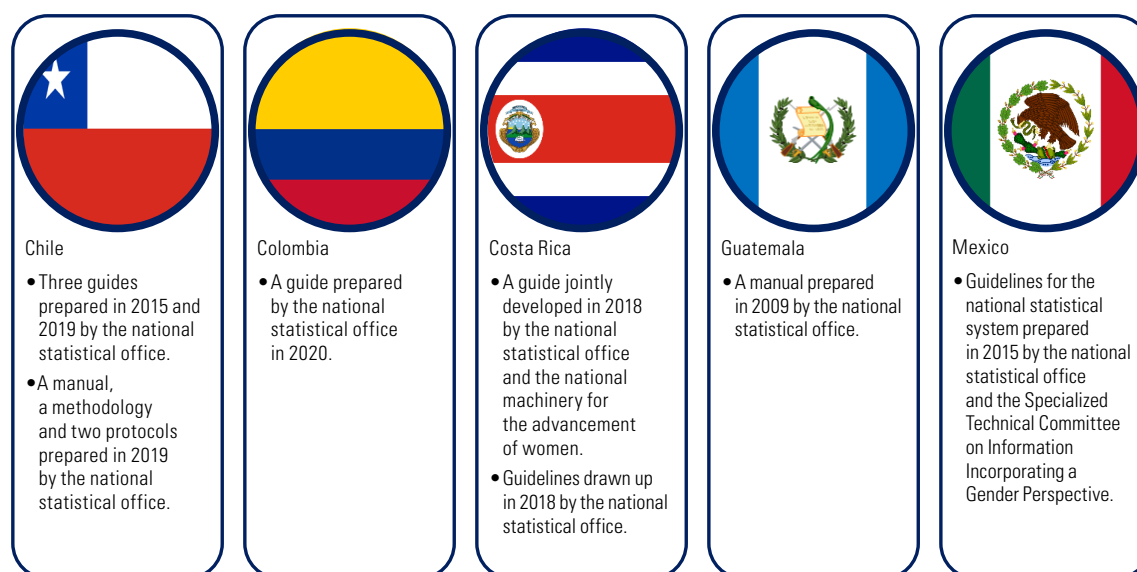 Chile
• Three guides
prepared in 2015 and
2019 by the national
statistical office.
• A manual,
a methodology
and two protocols
prepared in 2019
by the national
statistical office.
Colombia
• A guide prepared
by the national
statistical office
in 2020.
Costa Rica
• A guide jointly
developed in 2018
by the national
statistical office
and the national
machinery for
the advancement
of women.
• Guidelines drawn up
in 2018 by the national
statistical office.
Guatemala
• A manual prepared
in 2009 by the national
statistical office.
Mexico
• Guidelines for the
national statistical
system prepared
in 2015 by the national
statistical office
and the Specialized
Technical Committee
on Information
Incorporating a
Gender Perspective.